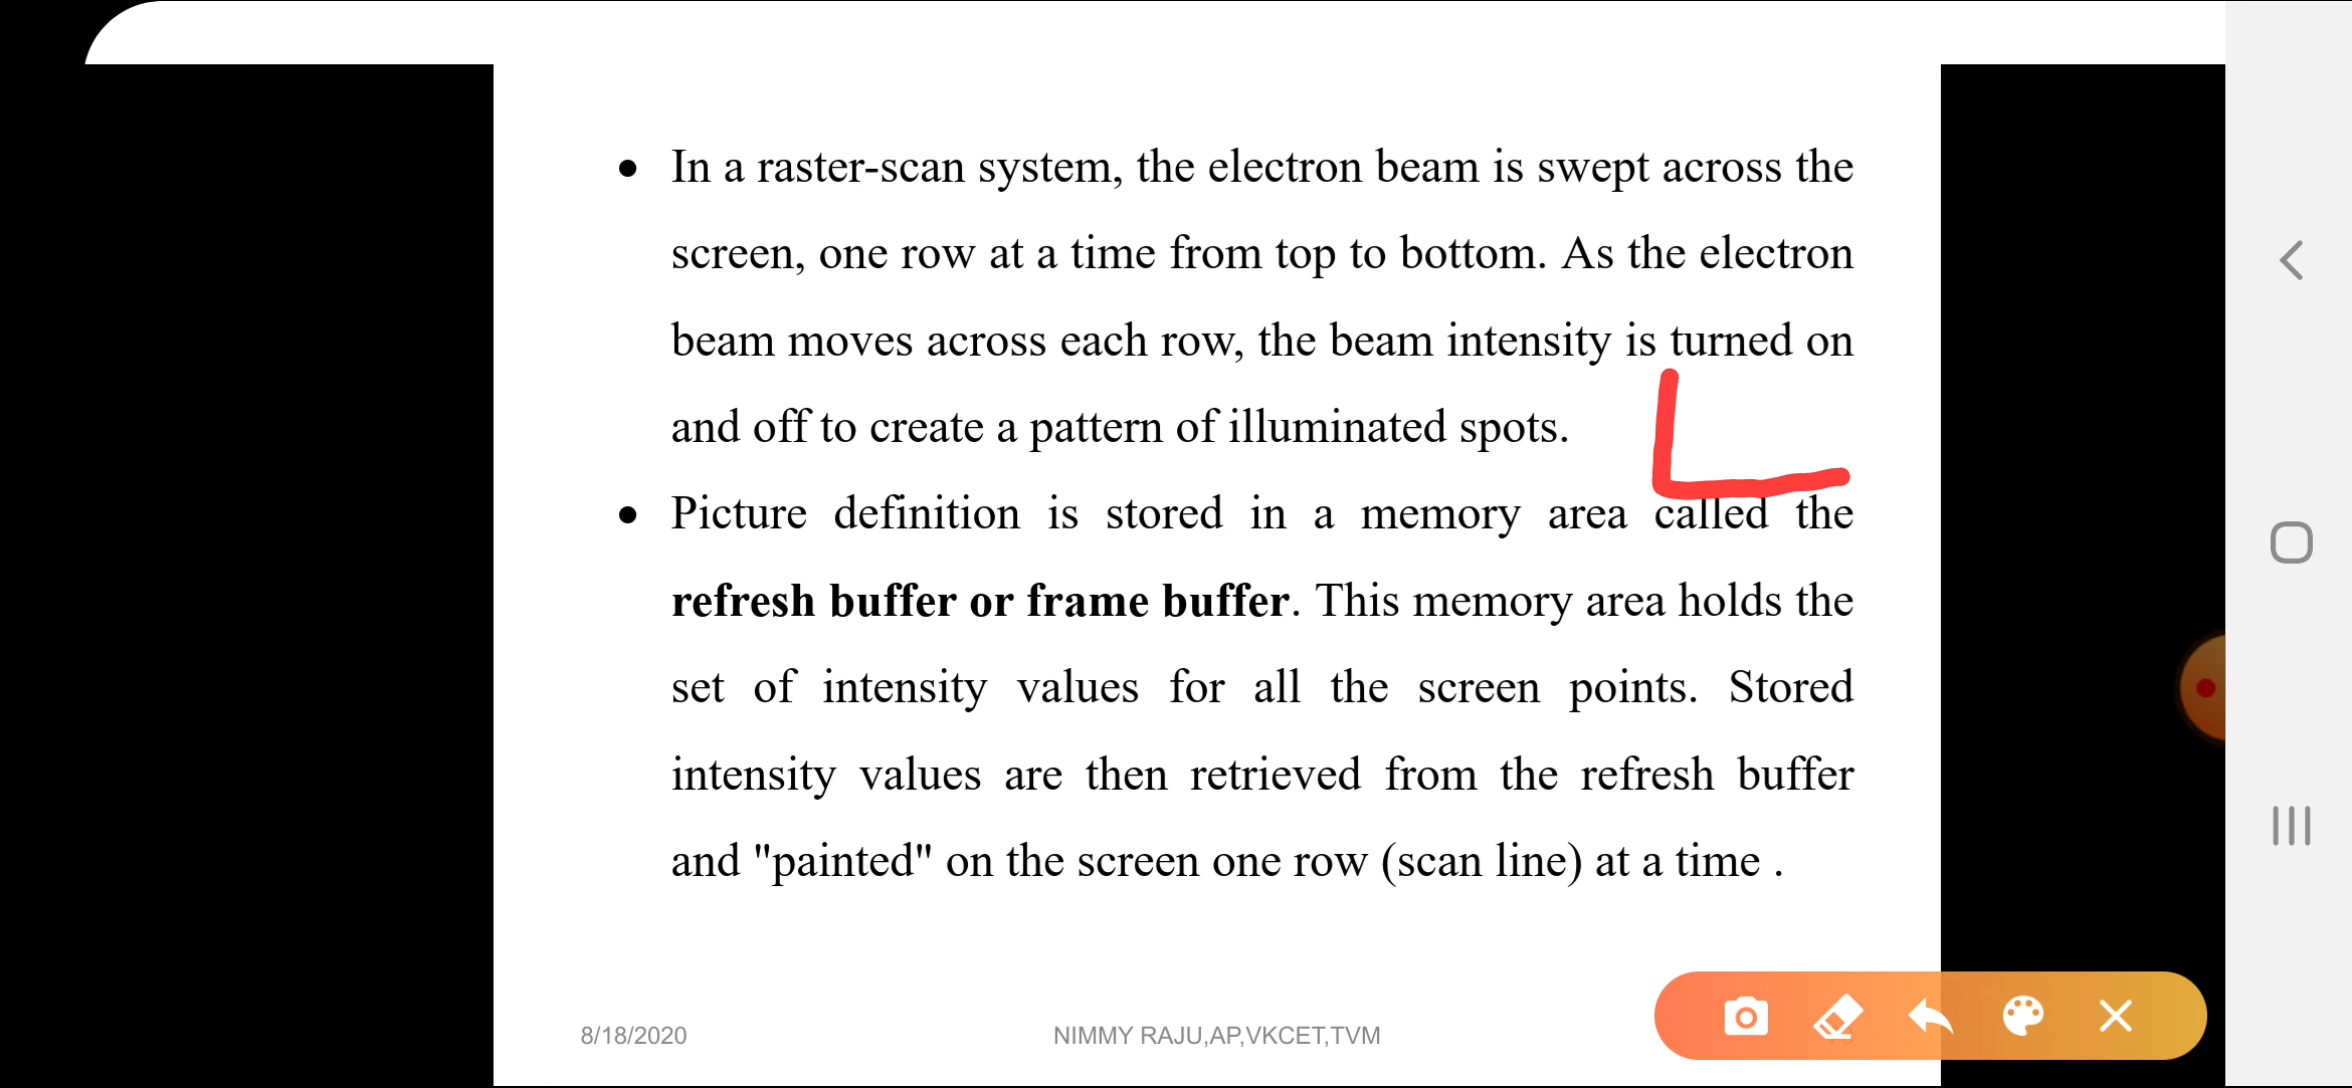 • In a raster-scan system, the electron beam is swept across the
screen, one row at a time from top to bottom. As the electron
beam moves across each row, the beam intensity is turned on
and off to create a pattern of illuminated spots.
• Picture definition is stored in a memory area called the
refresh buffer or frame buffer. This memory area holds the
set of intensity values for all the screen points. Stored
intensity values are then retrieved from the refresh buffer
and "painted" on the screen one row (scan line) at a time .
8/18/2020
NIMMY RAJU,AP,VKCET,TVM